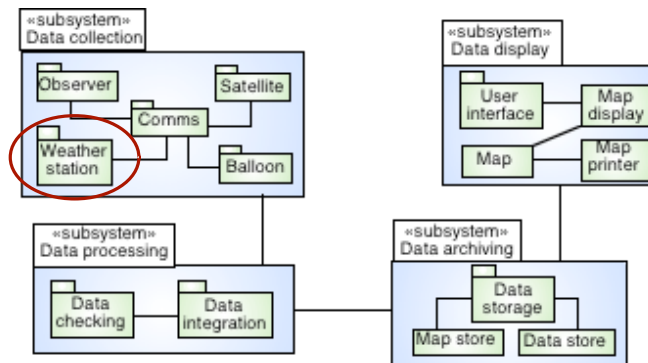 «subsystem»
Data collection
Observer
Satellite
Comms
Weather
station
Balloon
«subsystem»
Data display
User
interface
Map
display
Map
Map
printer
«subsystem»
Data processing
Data
checking
Data
integration
«subsystem»
Data archiving
Data
storage
Map store
Data store